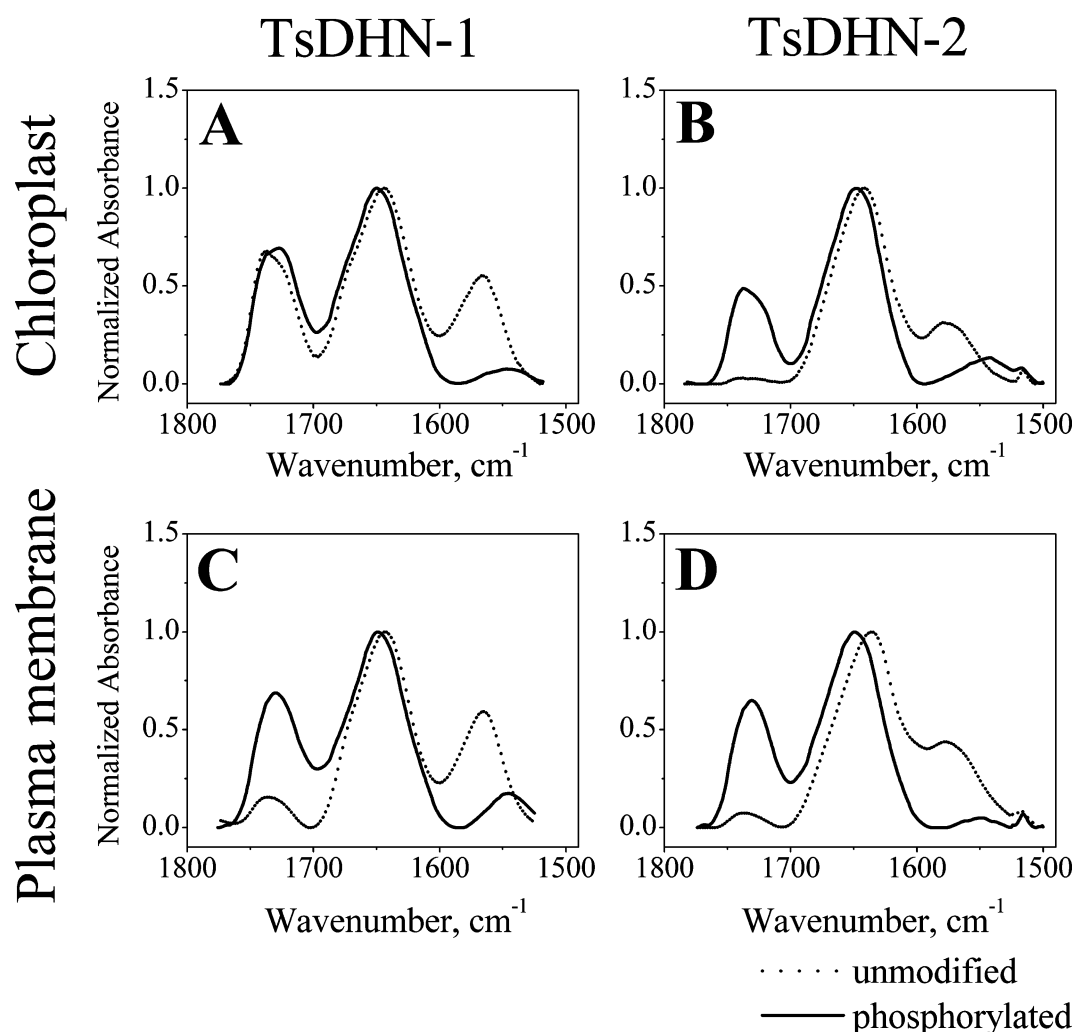 TsDHN-1
TsDHN-2
Chloroplast
Normalized Absorbance
1.5
1.0
0.5
0.0
A
1800
1700
1600
1500
Wavenumber, cm-1
1.5
1.0
0.5
0.0
B
1800
1700
1600
1500
Wavenumber, cm-1
Plasma membrane
Normalized Absorbance
1.5
1.0
0.5
0.0
C
1800
1700
1600
1500
Wavenumber, cm-1
1.5
1.0
0.5
0.0
D
1800
1700
1600
1500
Wavenumber, cm-1
unmodified
phosphorylated